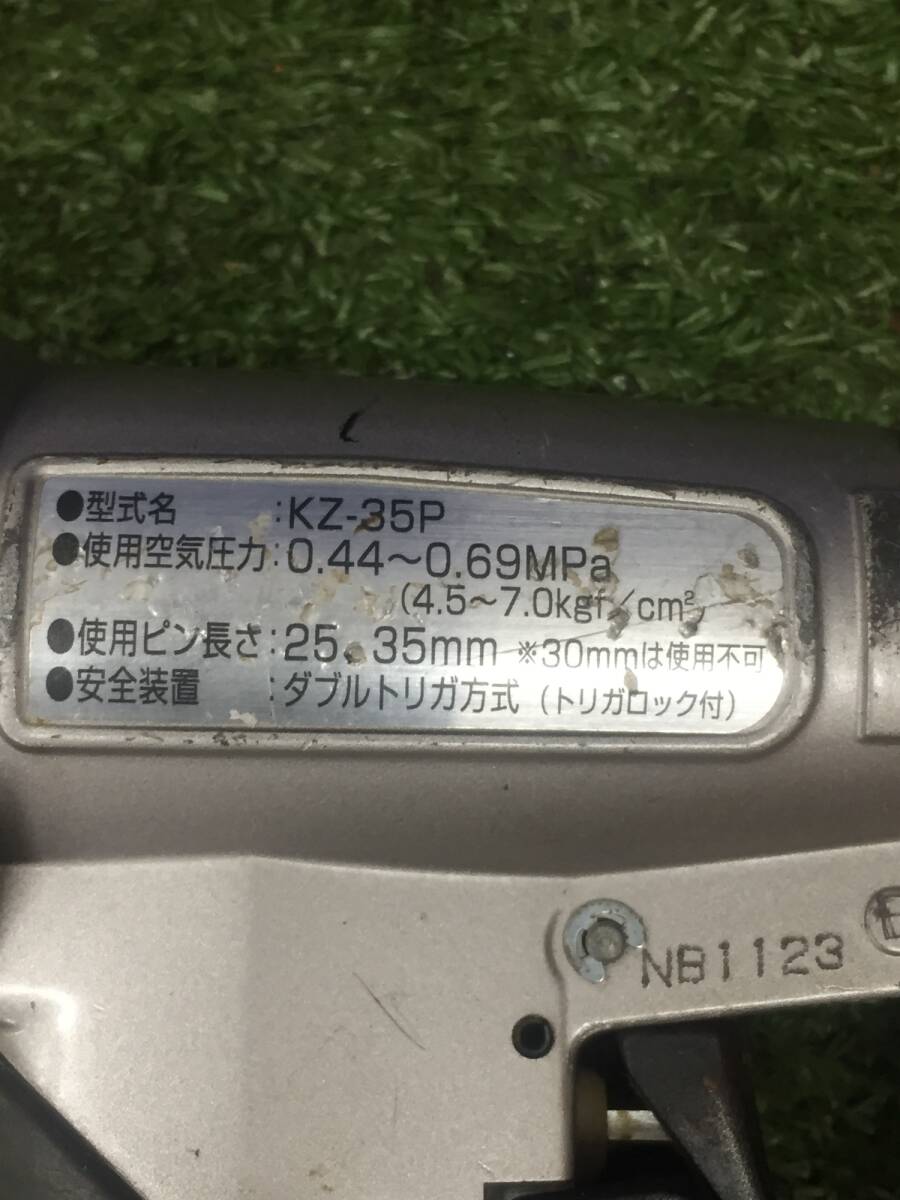 ●型式名 :KZ-35P
●使用空気圧力:0.44～0.69MPa
(4.5～7.0kgf/cm²)
●使用ピン長さ:25、35mm ※30mmは使用不可
●安全装置 :ダブルトリガ方式 (トリガロック付)
NB1123